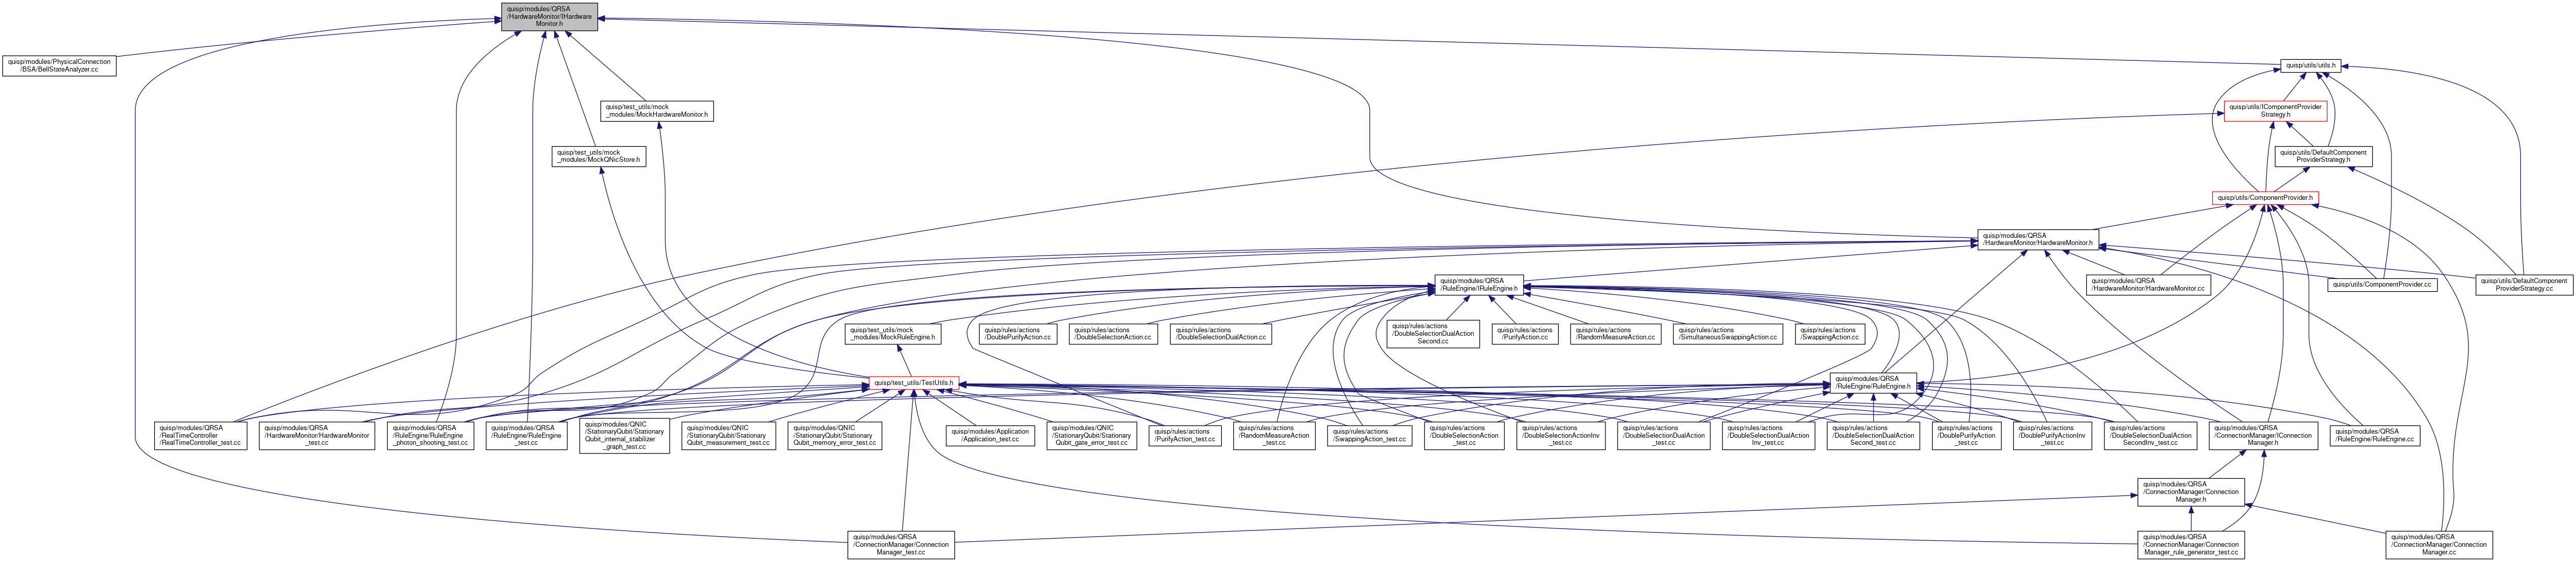 quisp/modules/QRSA
/HardwareMonitor/IHardware
Monitor.h
quisp/modules/PhysicalConnection
/BSA/BellStateAnalyzer.cc
quisp/utils/utils.h
quisp/test_utils/mock
_modules/MockHardwareMonitor.h
quisp/utils/IComponentProvider
Strategy.h
quisp/test_utils/mock
_modules/MockQNicStore.h
quisp/utils/DefaultComponent
ProviderStrategy.h
quisp/utils/ComponentProvider.h
quisp/modules/QRSA
/HardwareMonitor/HardwareMonitor.h
quisp/modules/QRSA
/RuleEngine/IRuleEngine.h
quisp/modules/QRSA
/HardwareMonitor/HardwareMonitor.cc
quisp/utils/ComponentProvider.cc
quisp/utils/DefaultComponent
ProviderStrategy.cc
quisp/test_utils/mock
_modules/MockRuleEngine.h
quisp/rules/actions
/DoublePurifyAction.cc
quisp/rules/actions
/DoubleSelectionAction.cc
quisp/rules/actions
/DoubleSelectionDualAction.cc
quisp/rules/actions
/DoubleSelectionDualAction
Second.cc
quisp/rules/actions
/PurifyAction.cc
quisp/rules/actions
/RandomMeasureAction.cc
quisp/rules/actions
/SimultaneousSwappingAction.cc
quisp/rules/actions
/SwappingAction.cc
quisp/test_utils/TestUtils.h
quisp/modules/QRSA
/RuleEngine/RuleEngine.h
quisp/modules/QRSA
/RealTimeController
/RealTimeController_test.cc
quisp/modules/QRSA
/HardwareMonitor/HardwareMonitor
_test.cc
quisp/modules/QRSA
/RuleEngine/RuleEngine
_photon_shooting_test.cc
quisp/modules/QRSA
/RuleEngine/RuleEngine
_test.cc
quisp/modules/QNIC
/StationaryQubit/Stationary
Qubit_internal_stabilizer
_graph_test.cc
quisp/modules/QNIC
/StationaryQubit/Stationary
Qubit_measurement_test.cc
quisp/modules/QNIC
/StationaryQubit/Stationary
Qubit_memory_error_test.cc
quisp/modules/Application
/Application_test.cc
quisp/modules/QNIC
/StationaryQubit/Stationary
Qubit_gate_error_test.cc
quisp/rules/actions
/PurifyAction_test.cc
quisp/rules/actions
/RandomMeasureAction
_test.cc
quisp/rules/actions
/SwappingAction_test.cc
quisp/rules/actions
/DoubleSelectionAction
_test.cc
quisp/rules/actions
/DoubleSelectionActionInv
_test.cc
quisp/rules/actions
/DoubleSelectionDualAction
_test.cc
quisp/rules/actions
/DoubleSelectionDualAction
Inv_test.cc
quisp/rules/actions
/DoubleSelectionDualAction
Second_test.cc
quisp/rules/actions
/DoublePurifyAction
_test.cc
quisp/rules/actions
/DoublePurifyActionInv
_test.cc
quisp/rules/actions
/DoubleSelectionDualAction
SecondInv_test.cc
quisp/modules/QRSA
/ConnectionManager/IConnection
Manager.h
quisp/modules/QRSA
/RuleEngine/RuleEngine.cc
quisp/modules/QRSA
/ConnectionManager/Connection
Manager.h
quisp/modules/QRSA
/ConnectionManager/Connection
Manager_test.cc
quisp/modules/QRSA
/ConnectionManager/Connection
Manager_rule_generator_test.cc
quisp/modules/QRSA
/ConnectionManager/Connection
Manager.cc